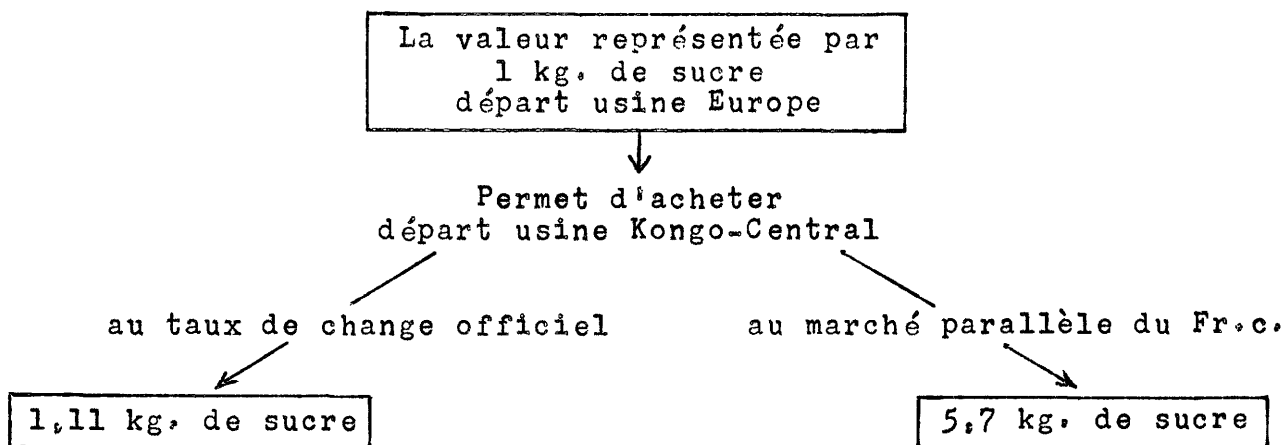 La valeur représentée par
1 kg. de sucre
départ usine Europe
Permet d'acheter
départ usine Kongo-Central
au taux de change officiel
au marché parallèle du Fr.c.
1,11 kg. de sucre
5,7 kg. de sucre